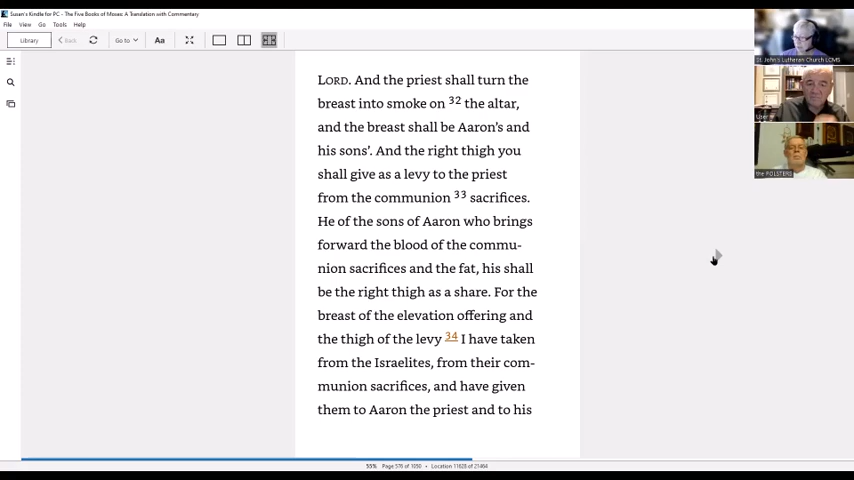 Susan's Kindle for PC - The Five Books of Moses: A Translation with Commentary
File View Go Tools Help
Library Back Go to Aa
LORD. And the priest shall turn the
breast into smoke on 32 the altar,
and the breast shall be Aaron's and
his sons'. And the right thigh you
shall give as a levy to the priest
from the communion 33 sacrifices.
He of the sons of Aaron who brings
forward the blood of the commu-
nion sacrifices and the fat, his shall
be the right thigh as a share. For the
breast of the elevation offering and
the thigh of the levy 34 I have taken
from the Israelites, from their com-
munion sacrifices, and have given
them to Aaron the priest and to his
55% Page 578 of 1050 • Location 11628 of 21464
St. John's Lutheran Church LCMS
User
the POLSTERS